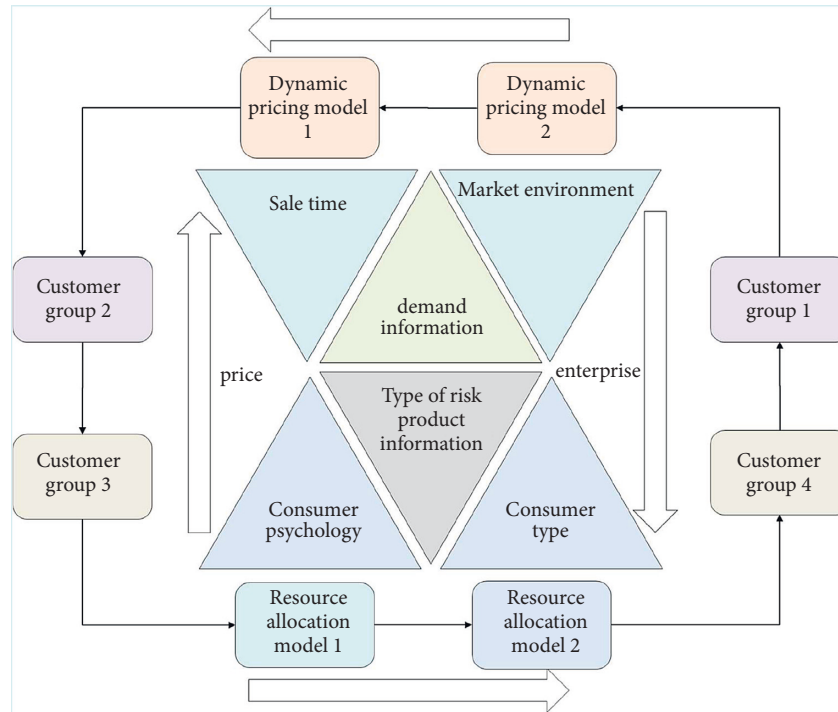 Dynamic
pricing model
1
Dynamic
pricing model
2
Sale time
Market environment
Customer
group 2
demand
information
Customer
group 1
price
enterprise
Type of risk
product
information
Customer
group 3
Customer
group 4
Consumer
psychology
Consumer
type
Resource
allocation
model 1
Resource
allocation
model 2